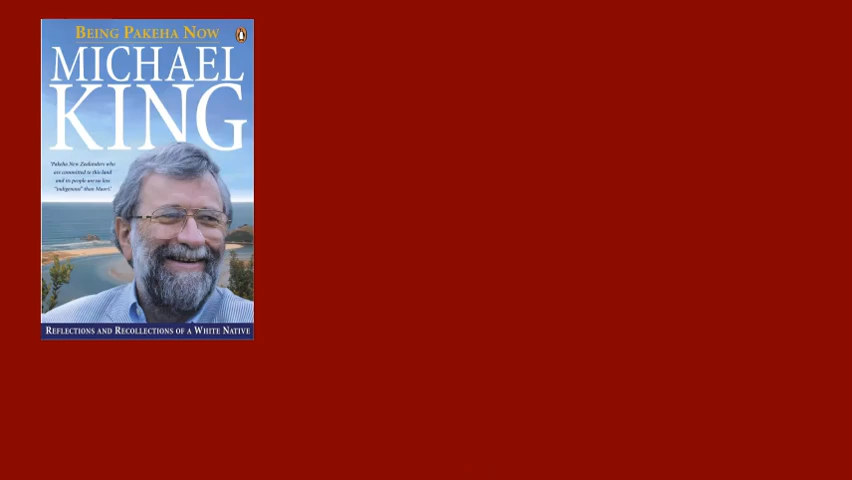 BEING PAKEHA NOW
MICHAEL
KING
'Pakeha New Zealanders who
are committed to this land
and its people are no less
"indigenous" than Maori.'
REFLECTIONS AND RECOLLECTIONS OF A WHITE NATIVE